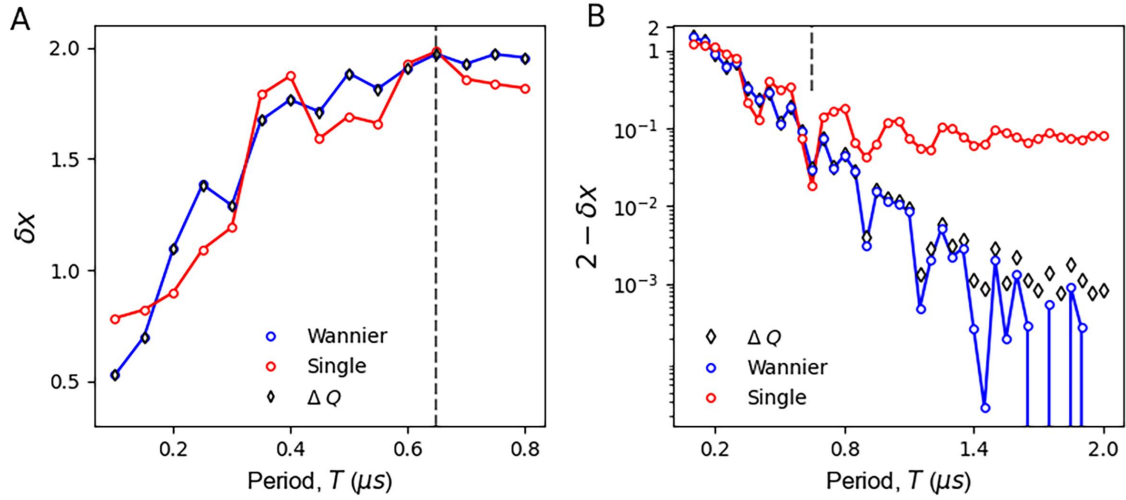 A
δx
2.0
1.5
1.0
0.5
Wannier
Single
Δ Q
0.2
0.4
0.6
0.8
Period, T (μs)
B
2 − δx
2
1
10⁻¹
10⁻²
10⁻³
Δ Q
Wannier
Single
0.2
0.8
1.4
2.0
Period, T (μs)